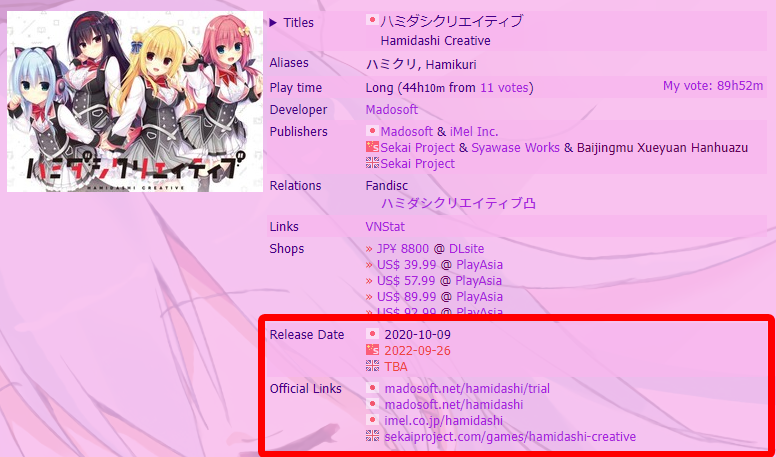 ハミダシクリエイティブ
HAMIDASHI CREATIVE
▶ Titles
ハミダシクリエイティブ
Hamidashi Creative
Aliases ハミクリ, Hamikuri
Play time Long (44h10m from 11 votes) My vote: 89h52m
Developer Madosoft
Publishers Madosoft & iMel Inc.
Sekai Project & Syawase Works & Baijingmu Xueyuan Hanhuazu
Sekai Project
Relations Fandisc
ハミダシクリエイティブ凸
Links VNStat
Shops » JP¥ 8800 @ DLsite
» US$ 39.99 @ PlayAsia
» US$ 57.99 @ PlayAsia
» US$ 89.99 @ PlayAsia
» US$ 92.99 @ PlayAsia
Release Date 2020-10-09
2022-09-26
TBA
Official Links madosoft.net/hamidashi/trial
madosoft.net/hamidashi
imel.co.jp/hamidashi
sekaiproject.com/games/hamidashi-creative